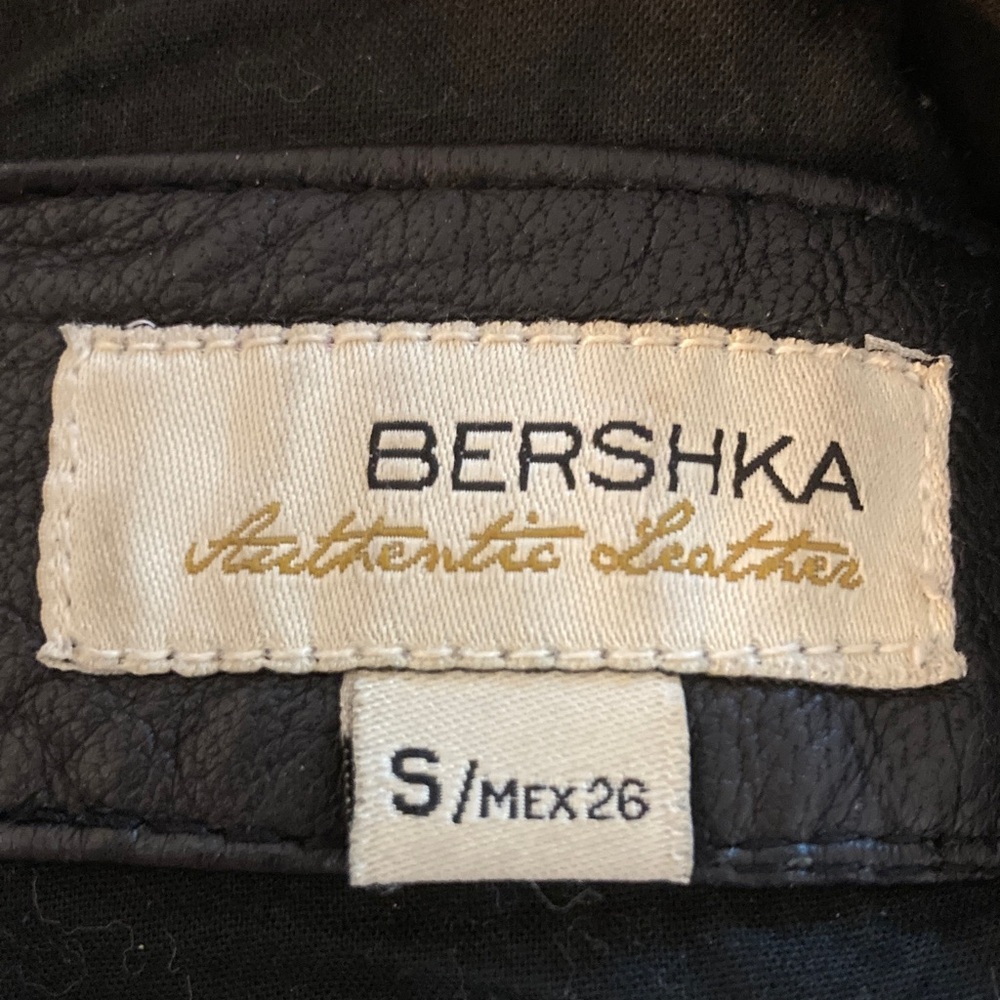 BERSHKA
Authentic Leather
S/MEX 26